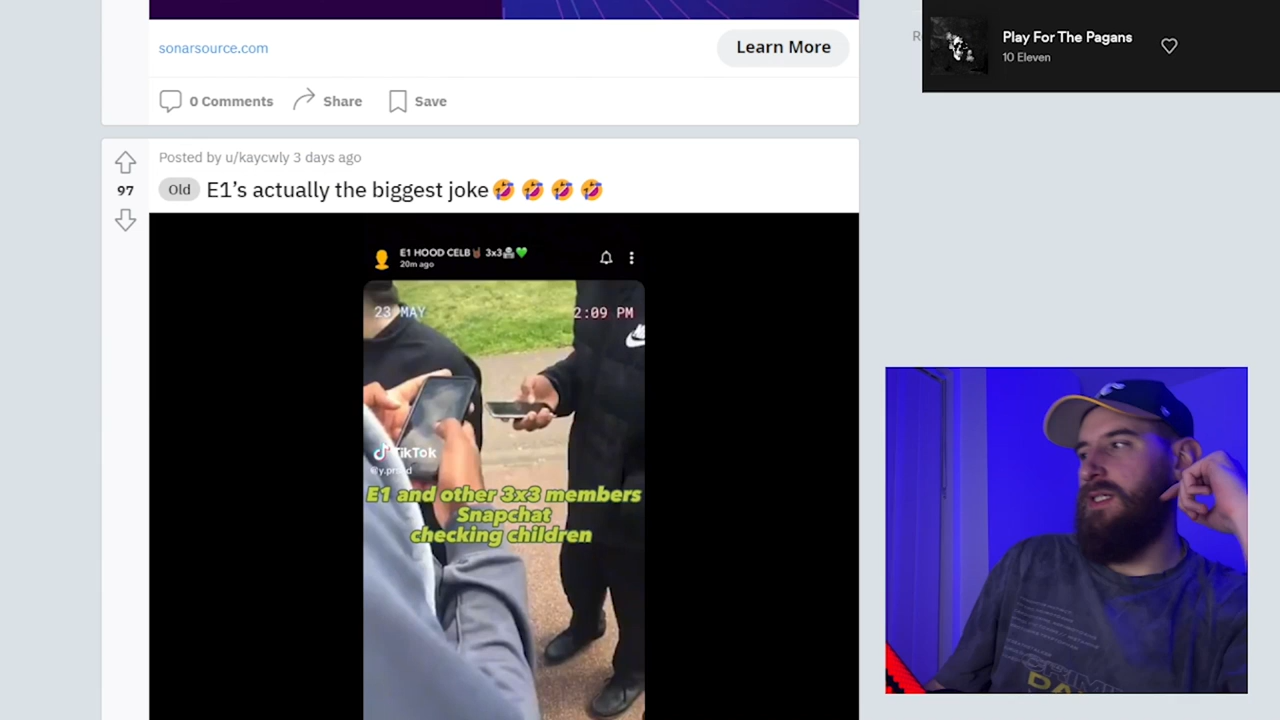 sonarsource.com
Learn More
0 Comments
Share
Save
Play For The Pagans
10 Eleven
Posted by u/kaycwly 3 days ago
97
Old
E1's actually the biggest joke🤣🤣🤣🤣
E1 HOOD CELB🤘🏿 3x3🪦💚
20m ago
23 MAY
2:09 PM
TikTok
E1 and other 3x3 members
Snapchat
checking children